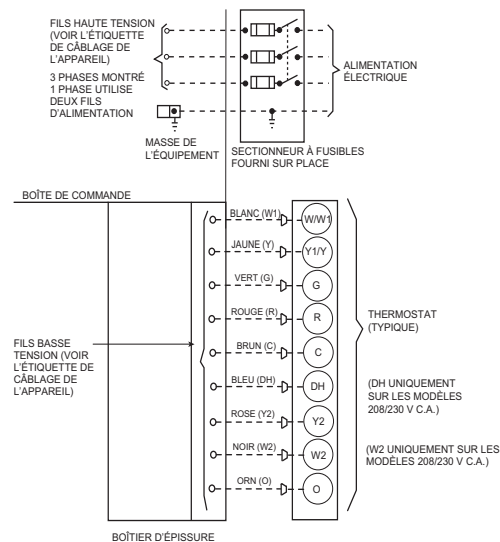 FILS HAUTE TENSION
(VOIR L'ÉTIQUETTE
DE CÂBLAGE DE
L'APPAREIL)
3 PHASES MONTRÉ
1 PHASE UTILISE
DEUX FILS
D'ALIMENTATION
ALIMENTATION
ÉLECTRIQUE
MASSE DE
L'ÉQUIPEMENT
SECTIONNEUR À FUSIBLES
FOURNI SUR PLACE
BOÎTE DE COMMANDE
BLANC (W1)
W/W1
JAUNE (Y)
Y1/Y
VERT (G)
G
ROUGE (R)
R
BRUN (C)
C
BLEU (DH)
DH
ROSE (Y2)
Y2
NOIR (W2)
W2
ORN (O)
O
FILS BASSE
TENSION (VOIR
L'ÉTIQUETTE DE
CÂBLAGE DE
L'APPAREIL)
THERMOSTAT
(TYPIQUE)
(DH UNIQUEMENT
SUR LES MODÈLES
208/230 V C.A.)
(W2 UNIQUEMENT SUR LES
MODÈLES 208/230 V C.A.)
BOÎTIER D'ÉPISSURE